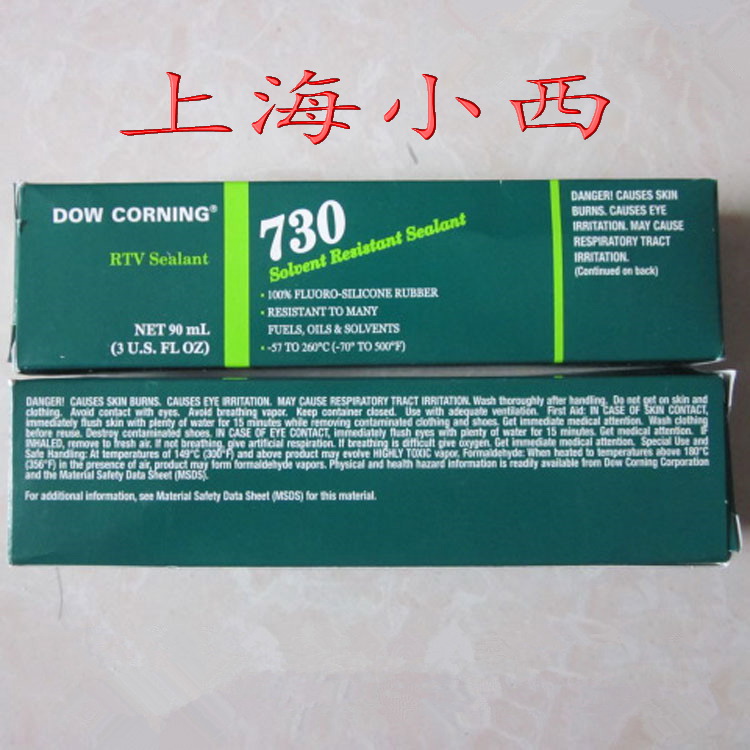 上海小西
DOW CORNING®
RTV Sealant
NET 90 mL
(3 U.S. FL OZ)
730
Solvent Resistant Sealant
• 100% FLUORO-SILICONE RUBBER
• RESISTANT TO MANY
FUELS, OILS & SOLVENTS
• -57 TO 260°C (-70° TO 500°F)
DANGER! CAUSES SKIN
BURNS. CAUSES EYE
IRRITATION. MAY CAUSE
RESPIRATORY TRACT
IRRITATION.
(Continued on back)
DANGER! CAUSES SKIN BURNS. CAUSES EYE IRRITATION. MAY CAUSE RESPIRATORY TRACT IRRITATION. Wash thoroughly after handling. Do not get on skin and
clothing. Avoid contact with eyes. Avoid breathing vapor. Keep container closed. Use with adequate ventilation. First Aid: IN CASE OF SKIN CONTACT,
immediately flush skin with plenty of water for 15 minutes while removing contaminated clothing and shoes. Get immediate medical attention. Wash clothing
before reuse. Destroy contaminated shoes. IN CASE OF EYE CONTACT, immediately flush eyes with plenty of water for 15 minutes. Get medical attention. IF
INHALED, remove to fresh air. If not breathing, give artificial respiration. If breathing is difficult give oxygen. Get immediate medical attention. Special Use and
Safe Handling: At temperatures of 149°C (300°F) and above product may evolve HIGHLY TOXIC vapor. Formaldehyde: When heated to temperatures above 180°C
(356°F) in the presence of air, product may form formaldehyde vapors. Physical and health hazard information is readily available from Dow Corning Corporation
and the Material Safety Data Sheet (MSDS).
For additional information, see Material Safety Data Sheet (MSDS) for this material.